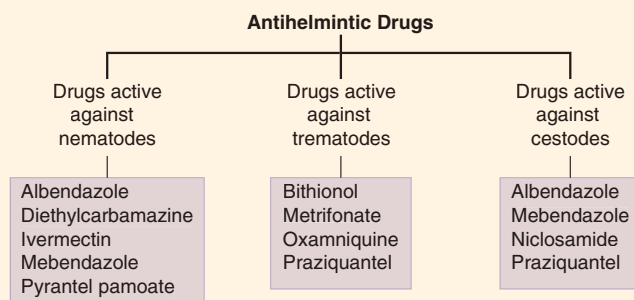 Antihelmintic Drugs
Drugs active
against
nematodes
Albendazole
Diethylcarbamazine
Ivermectin
Mebendazole
Pyrantel pamoate
Drugs active
against
trematodes
Bithionol
Metrifonate
Oxamniquine
Praziquantel
Drugs active
against
cestodes
Albendazole
Mebendazole
Niclosamide
Praziquantel